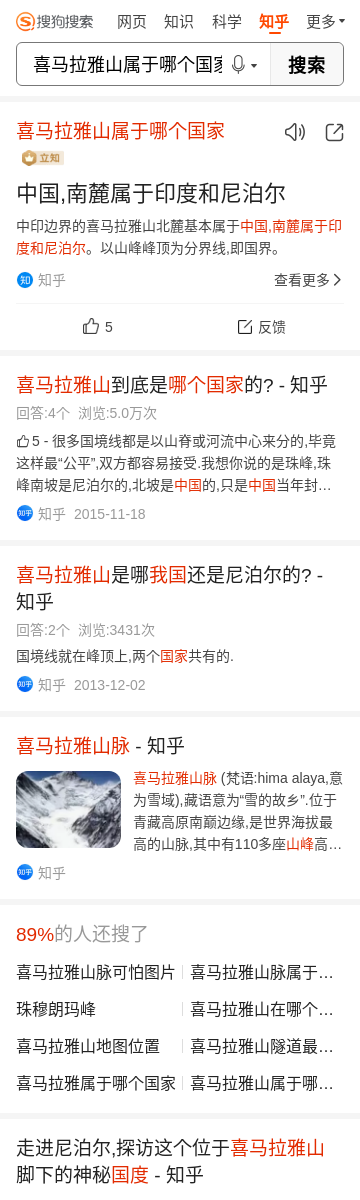 搜狗搜索 网页 知识 科学 知乎 更多
喜马拉雅山属于哪个国家 搜索
喜马拉雅山属于哪个国家
立知
中国,南麓属于印度和尼泊尔
中印边界的喜马拉雅山北麓基本属于中国,南麓属于印
度和尼泊尔。以山峰峰顶为分界线,即国界。
知 知乎 查看更多
5 反馈
喜马拉雅山到底是哪个国家的? - 知乎
回答:4个 浏览:5.0万次
5 - 很多国境线都是以山脊或河流中心来分的,毕竟
这样最“公平”,双方都容易接受.我想你说的是珠峰,珠
峰南坡是尼泊尔的,北坡是中国的,只是中国当年封…
知乎 知乎 2015-11-18
喜马拉雅山是哪我国还是尼泊尔的? -
知乎
回答:2个 浏览:3431次
国境线就在峰顶上,两个国家共有的.
知乎 知乎 2013-12-02
喜马拉雅山脉 - 知乎
喜马拉雅山脉 (梵语:hima alaya,意
为雪域),藏语意为“雪的故乡”.位于
青藏高原南巅边缘,是世界海拔最
高的山脉,其中有110多座山峰高…
知乎 知乎
89%的人还搜了
喜马拉雅山脉可怕图片 喜马拉雅山脉属于…
珠穆朗玛峰 喜马拉雅山在哪个…
喜马拉雅山地图位置 喜马拉雅山隧道最…
喜马拉雅属于哪个国家 喜马拉雅山属于哪…
走进尼泊尔,探访这个位于喜马拉雅山
脚下的神秘国度 - 知乎